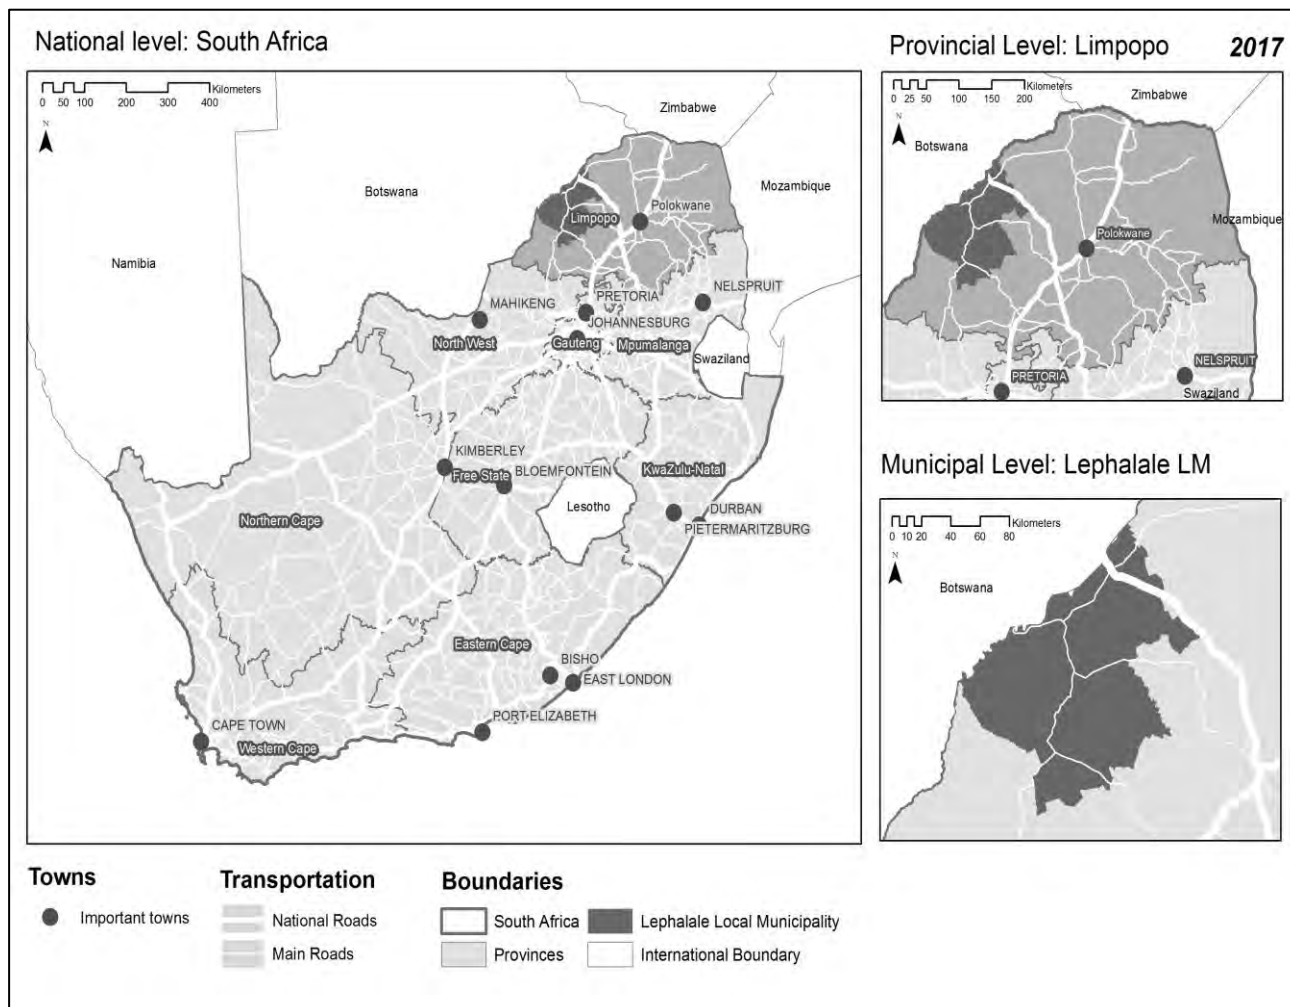 National level: South Africa
Kilometers
0 50 100 200 300 400
N
Zimbabwe
Botswana
Mozambique
Namibia
Limpopo
Polokwane
NELSPRUIT
MAHIKENG
PRETORIA
JOHANNESBURG
North West
Gauteng
Mpumalanga
Swaziland
KIMBERLEY
Free State
BLOEMFONTEIN
KwaZulu-Natal
Lesotho
DURBAN
PIETERMARITZBURG
Northern Cape
Eastern Cape
BISHO
EAST LONDON
PORT ELIZABETH
CAPE TOWN
Western Cape
Provincial Level: Limpopo 2017
Kilometers
0 25 50 100 150 200
N
Zimbabwe
Botswana
Mozambique
Polokwane
NELSPRUIT
PRETORIA
Swaziland
Municipal Level: Lephalale LM
Kilometers
0 10 20 40 60 80
N
Botswana
Towns
Important towns
Transportation
National Roads
Main Roads
Boundaries
South Africa
Lephalale Local Municipality
Provinces
International Boundary